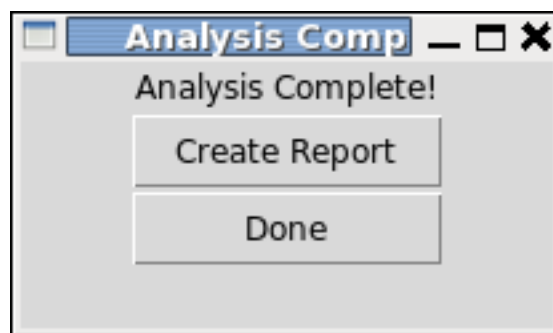 Analysis Comp
Analysis Complete!
Create Report
Done